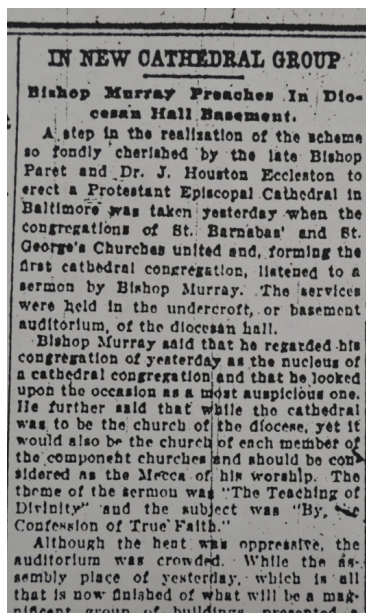 IN NEW CATHEDRAL GROUP
Bishop Murray Preaches In Dio-
cesan Hall Basement.
A step in the realization of the scheme
so fondly cherished by the late Bishop
Paret and Dr. J. Houston Eccleston to
erect a Protestant Episcopal Cathedral in
Baltimore was taken yesterday when the
congregations of St. Barnabas' and St.
George's Churches united and, forming the
first cathedral congregation, listened to a
sermon by Bishop Murray. The services
were held in the undercroft, or basement
auditorium, of the diocesan hall.
Bishop Murray said that he regarded his
congregation of yesterday as the nucleus of
a cathedral congregation and that he looked
upon the occasion as a most auspicious one.
He further said that while the cathedral
was to be the church of the diocese, yet it
would also be the church of each member of
the component churches and should be con-
sidered as the Mecca of his worship. The
theme of the sermon was "The Teaching of
Divinity" and the subject was "By,
Confession of True Faith."
Although the heat was oppressive, the
auditorium was crowded. While the as-
sembly place of yesterday, which is all
that is now finished of what will be a mag-
nificent group of buildings, presented a